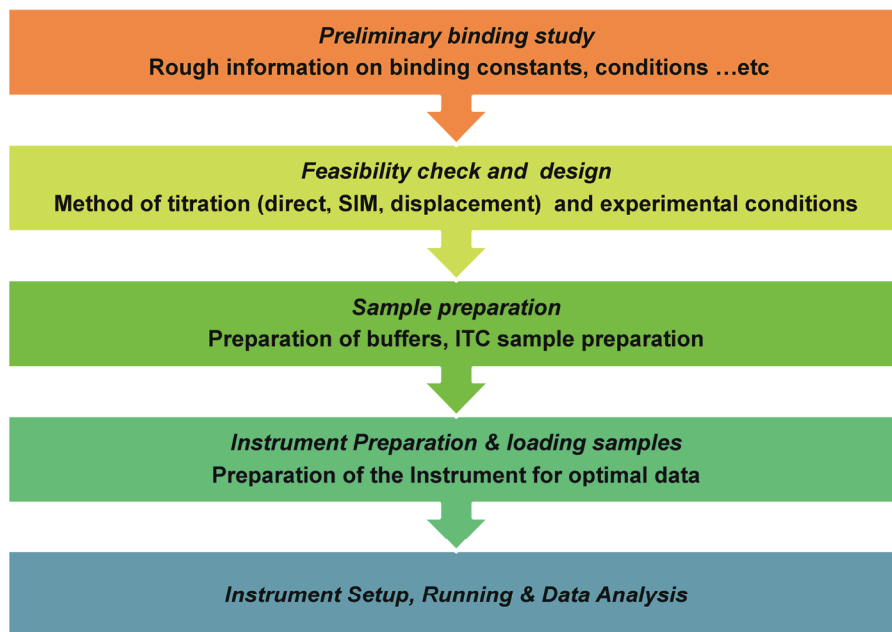 Preliminary binding study
Rough information on binding constants, conditions …etc
Feasibility check and design
Method of titration (direct, SIM, displacement) and experimental conditions
Sample preparation
Preparation of buffers, ITC sample preparation
Instrument Preparation & loading samples
Preparation of the Instrument for optimal data
Instrument Setup, Running & Data Analysis